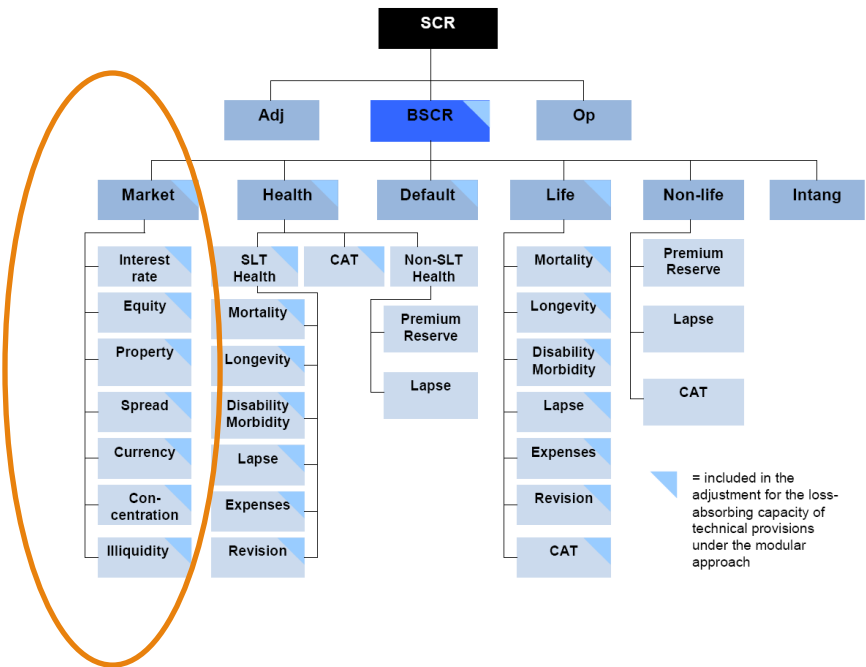 SCR
Adj
BSCR
Op
Market
Health
Default
Life
Non-life
Intang
Interest
rate
Equity
Property
Spread
Currency
Con-
centration
Illiquidity
SLT
Health
CAT
Non-SLT
Health
Mortality
Longevity
Disability
Morbidity
Lapse
Expenses
Revision
Premium
Reserve
Lapse
Mortality
Longevity
Disability
Morbidity
Lapse
Expenses
Revision
CAT
Premium
Reserve
Lapse
CAT
= included in the
adjustment for the loss-
absorbing capacity of
technical provisions
under the modular
approach